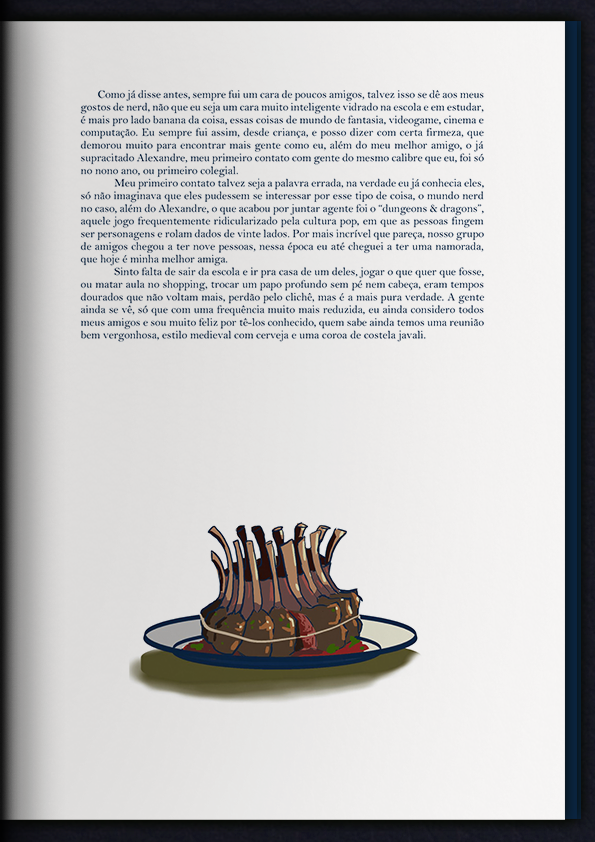 Como já disse antes, sempre fui um cara de poucos amigos, talvez isso se dê aos meus
gostos de nerd, não que eu seja um cara muito inteligente vidrado na escola e em estudar,
é mais pro lado banana da coisa, essas coisas de mundo de fantasia, videogame, cinema e
computação. Eu sempre fui assim, desde criança, e posso dizer com certa firmeza, que
demorou muito para encontrar mais gente como eu, além do meu melhor amigo, o já
supracitado Alexandre, meu primeiro contato com gente do mesmo calibre que eu, foi só
no nono ano, ou primeiro colegial.
Meu primeiro contato talvez seja a palavra errada, na verdade eu já conhecia eles,
só não imaginava que eles pudessem se interessar por esse tipo de coisa, o mundo nerd
no caso, além do Alexandre, o que acabou por juntar agente foi o "dungeons & dragons",
aquele jogo frequentemente ridicularizado pela cultura pop, em que as pessoas fingem
ser personagens e rolam dados de vinte lados. Por mais incrível que pareça, nosso grupo
de amigos chegou a ter nove pessoas, nessa época eu até cheguei a ter uma namorada,
que hoje é minha melhor amiga.
Sinto falta de sair da escola e ir pra casa de um deles, jogar o que quer que fosse,
ou matar aula no shopping, trocar um papo profundo sem pé nem cabeça, eram tempos
dourados que não voltam mais, perdão pelo clichê, mas é a mais pura verdade. A gente
ainda se vê, só que com uma frequência muito mais reduzida, eu ainda considero todos
meus amigos e sou muito feliz por tê-los conhecido, quem sabe ainda temos uma reunião
bem vergonhosa, estilo medieval com cerveja e uma coroa de costela javali.